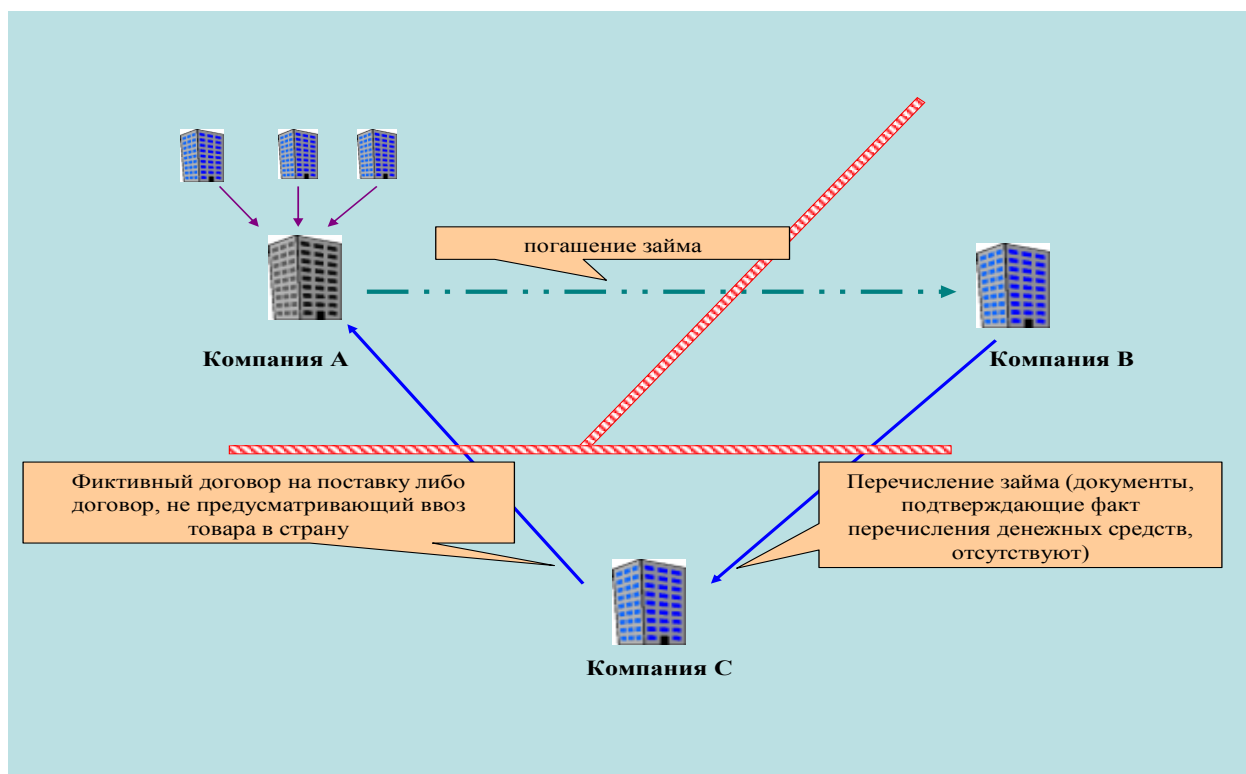 погашение займа
Компания А
Компания В
Фиктивный договор на поставку либо
договор, не предусматривающий ввоз
товара в страну
Перечисление займа (документы,
подтверждающие факт
перечисления денежных средств,
отсутствуют)
Компания С